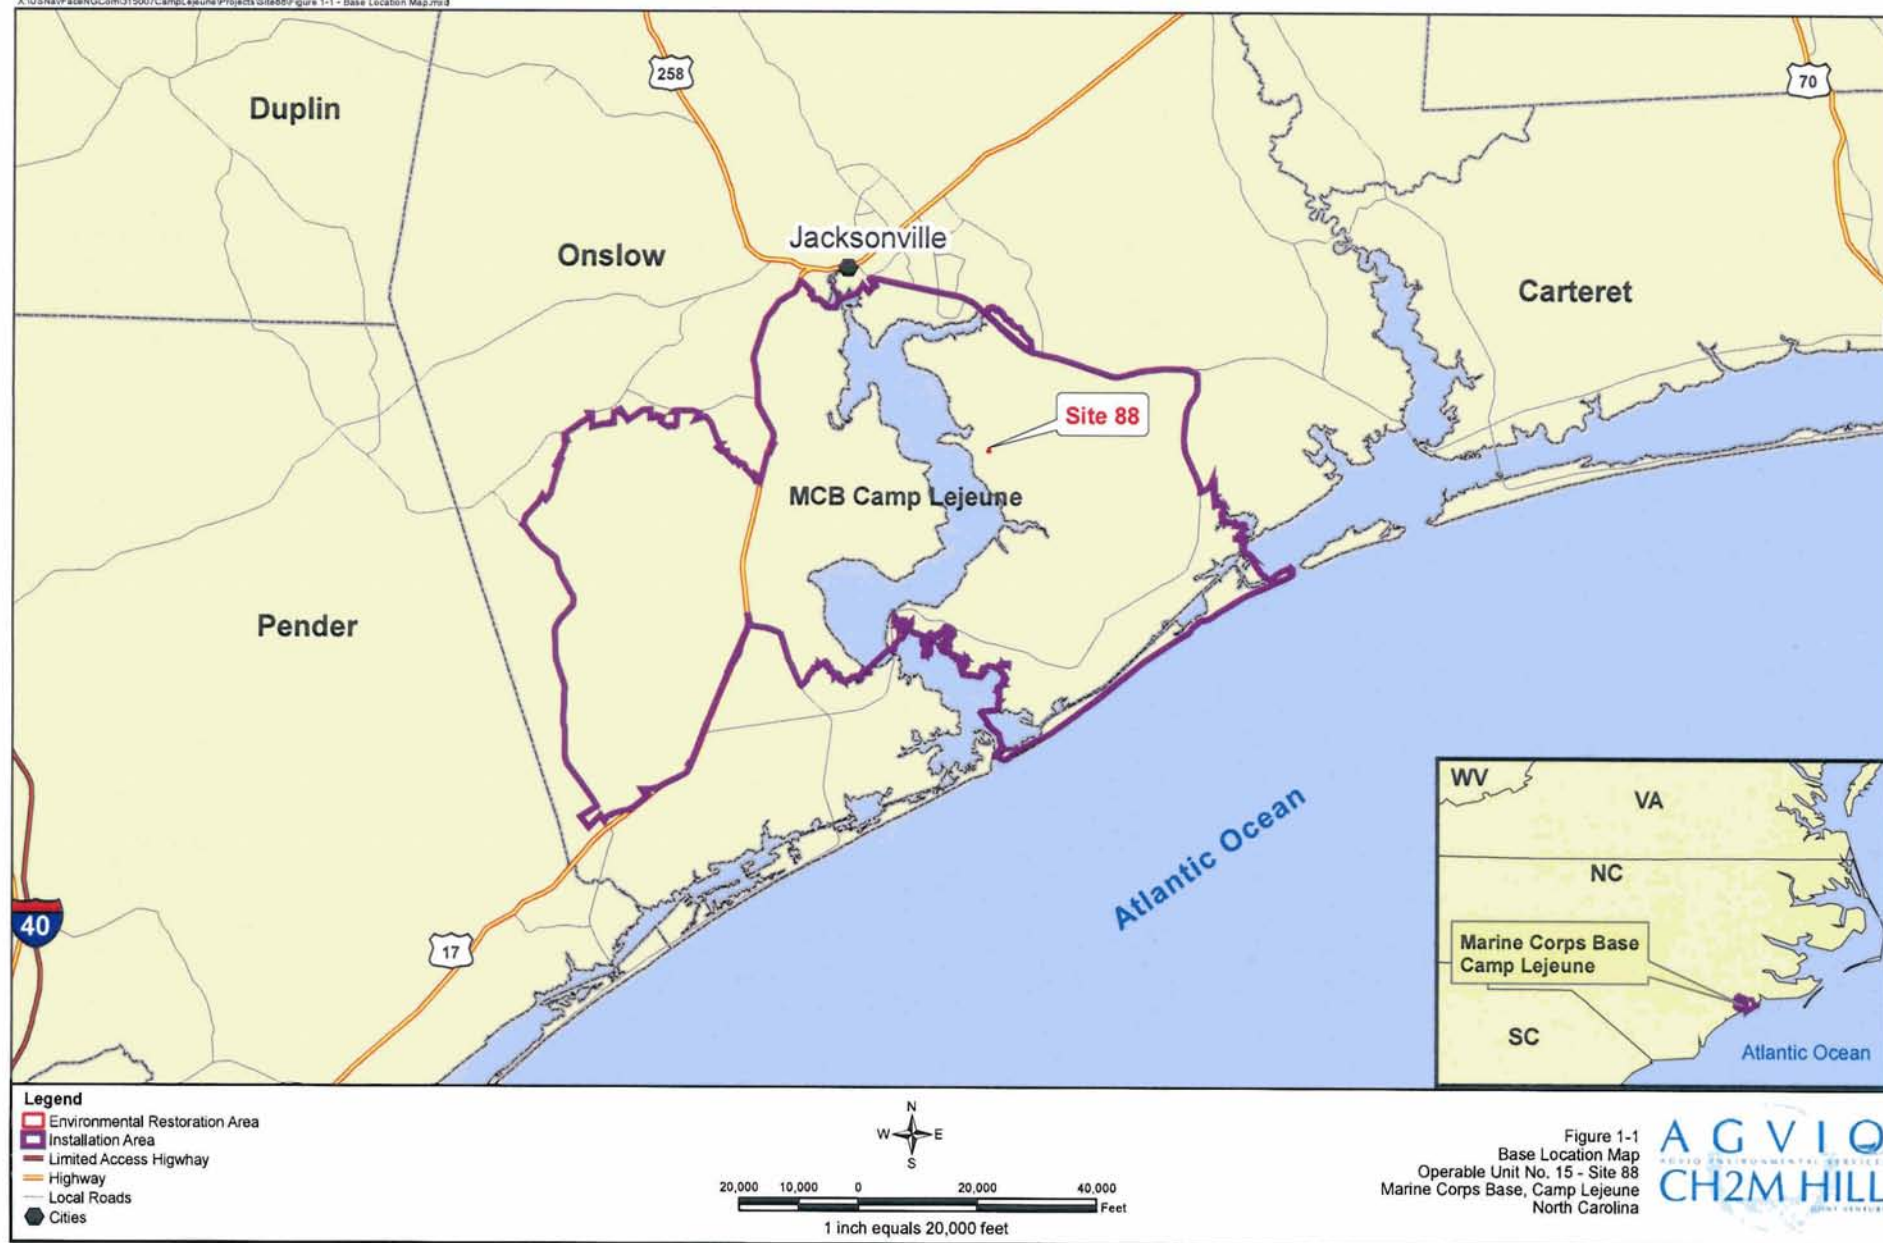 258
70
Duplin
Onslow
Jacksonville
Carteret
Site 88
MCB Camp Lejeune
Pender
Atlantic Ocean
40
17
WV
VA
NC
Marine Corps Base
Camp Lejeune
SC
Atlantic Ocean
Legend
Environmental Restoration Area
Installation Area
Limited Access Higwhay
Highway
Local Roads
Cities
N
W E
S
20,000 10,000 0 20,000 40,000
Feet
1 inch equals 20,000 feet
Figure 1-1
Base Location Map
Operable Unit No. 15 - Site 88
Marine Corps Base, Camp Lejeune
North Carolina
AGVIQ
CH2M HILL